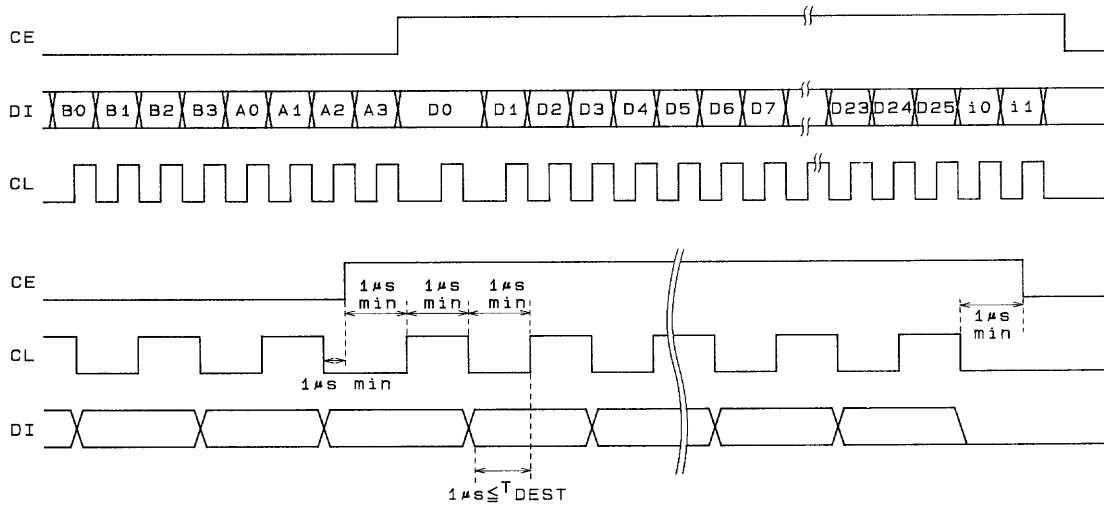 CE
DI B0 B1 B2 B3 A0 A1 A2 A3 D0 D1 D2 D3 D4 D5 D6 D7 D23 D24 D25 i0 i1
CL
CE
1μs min
1μs min
1μs min
1μs min
CL
1μs min
DI
1μs≦TDEST